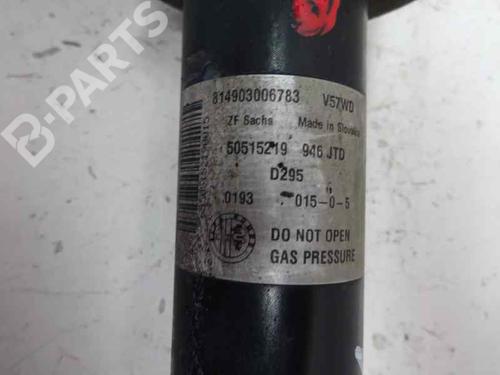 814903006783 V57WD
ZF Sachs Made in Slovakia
50515219 946 JTD
D295
0193 015-0-5
DO NOT OPEN
GAS PRESSURE
B-PARTS